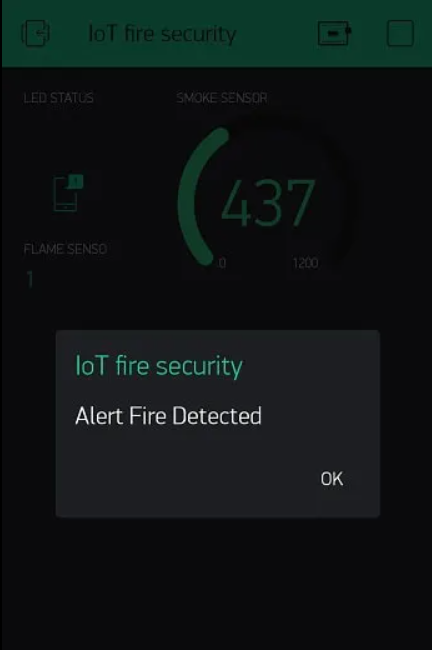 IoT fire security
LED STATUS
SMOKE SENSOR
437
0
1200
FLAME SENSO
1
IoT fire security
Alert Fire Detected
OK